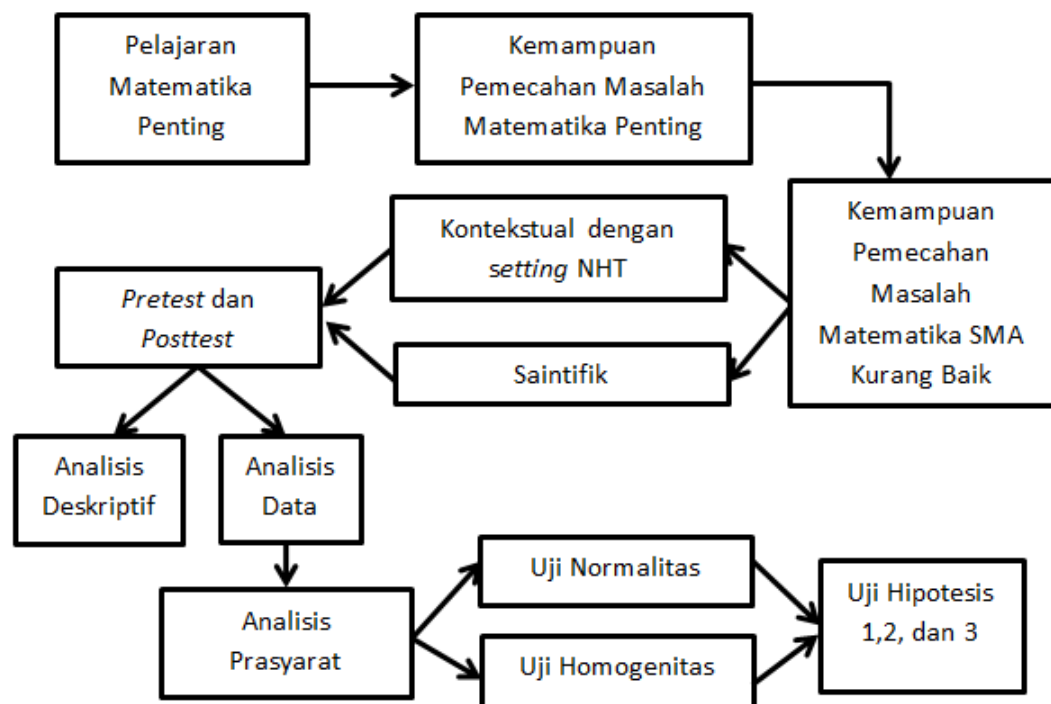 Pelajaran
Matematika
Penting
Kemampuan
Pemecahan Masalah
Matematika Penting
Kemampuan
Pemecahan
Masalah
Matematika SMA
Kurang Baik
Kontekstual dengan
setting NHT
Saintifik
Pretest dan
Posttest
Analisis
Deskriptif
Analisis
Data
Analisis
Prasyarat
Uji Normalitas
Uji Homogenitas
Uji Hipotesis
1,2, dan 3